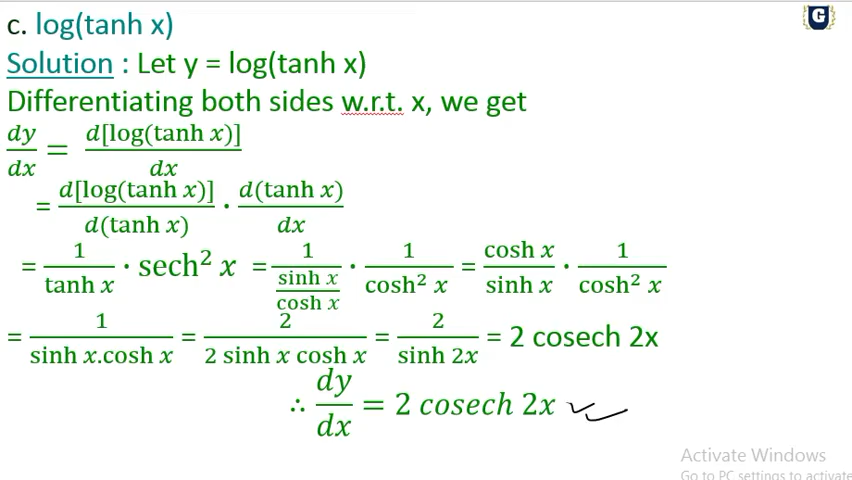 c. log(tanh x)
G
Solution : Let y = log(tanh x)
Differentiating both sides w.r.t. x, we get
dy/dx = d[log(tanh x)]/dx
= d[log(tanh x)]/d(tanh x) · d(tanh x)/dx
= 1/tanh x · sech² x = 1/(sinh x/cosh x) · 1/cosh² x = cosh x/sinh x · 1/cosh² x
= 1/sinh x.cosh x = 2/2 sinh x cosh x = 2/sinh 2x = 2 cosech 2x
∴ dy/dx = 2 cosech 2x
Activate Windows
Go to PC settings to activate